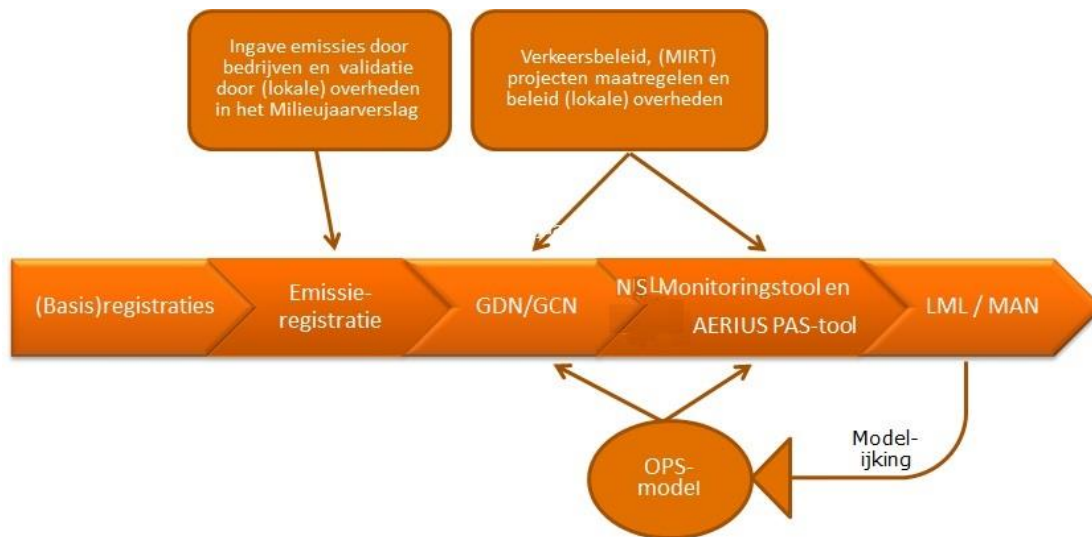 Ingave emissies door
bedrijven en validatie
door (lokale) overheden
in het Milieujaarverslag
Verkeersbeleid, (MIRT)
projecten maatregelen en
beleid (lokale) overheden
(Basis)registraties
Emissie-
registratie
GDN/GCN
NSL Monitoringstool en
AERIUS PAS-tool
LML / MAN
OPS-
model
Model-
ijking